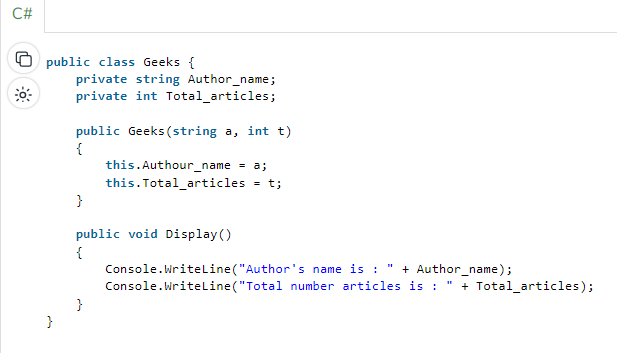 C#
public class Geeks {
    private string Author_name;
    private int Total_articles;

    public Geeks(string a, int t)
    {
        this.Authour_name = a;
        this.Total_articles = t;
    }

    public void Display()
    {
        Console.WriteLine("Author's name is : " + Author_name);
        Console.WriteLine("Total number articles is : " + Total_articles);
    }
}